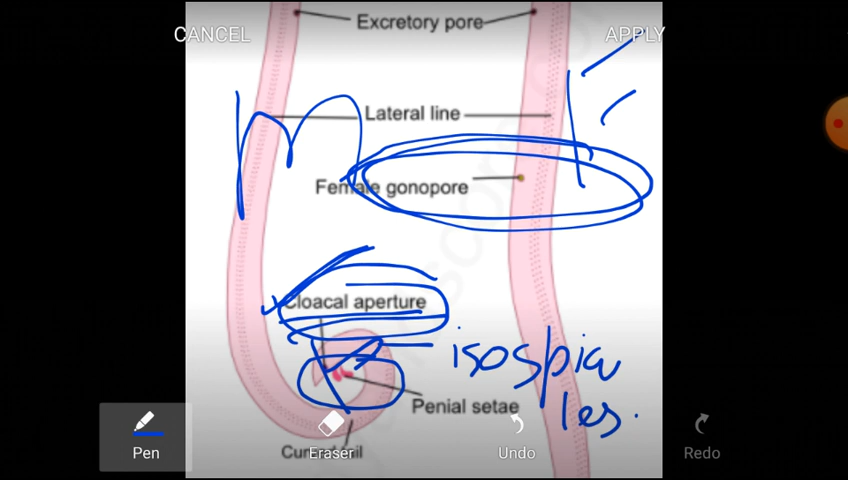 CANCEL
Excretory pore
APPLY
m
F
Lateral line
Female gonopore
Cloacal aperture
isospicu
les.
Penial setae
Pen
Eraser
Undo
Redo